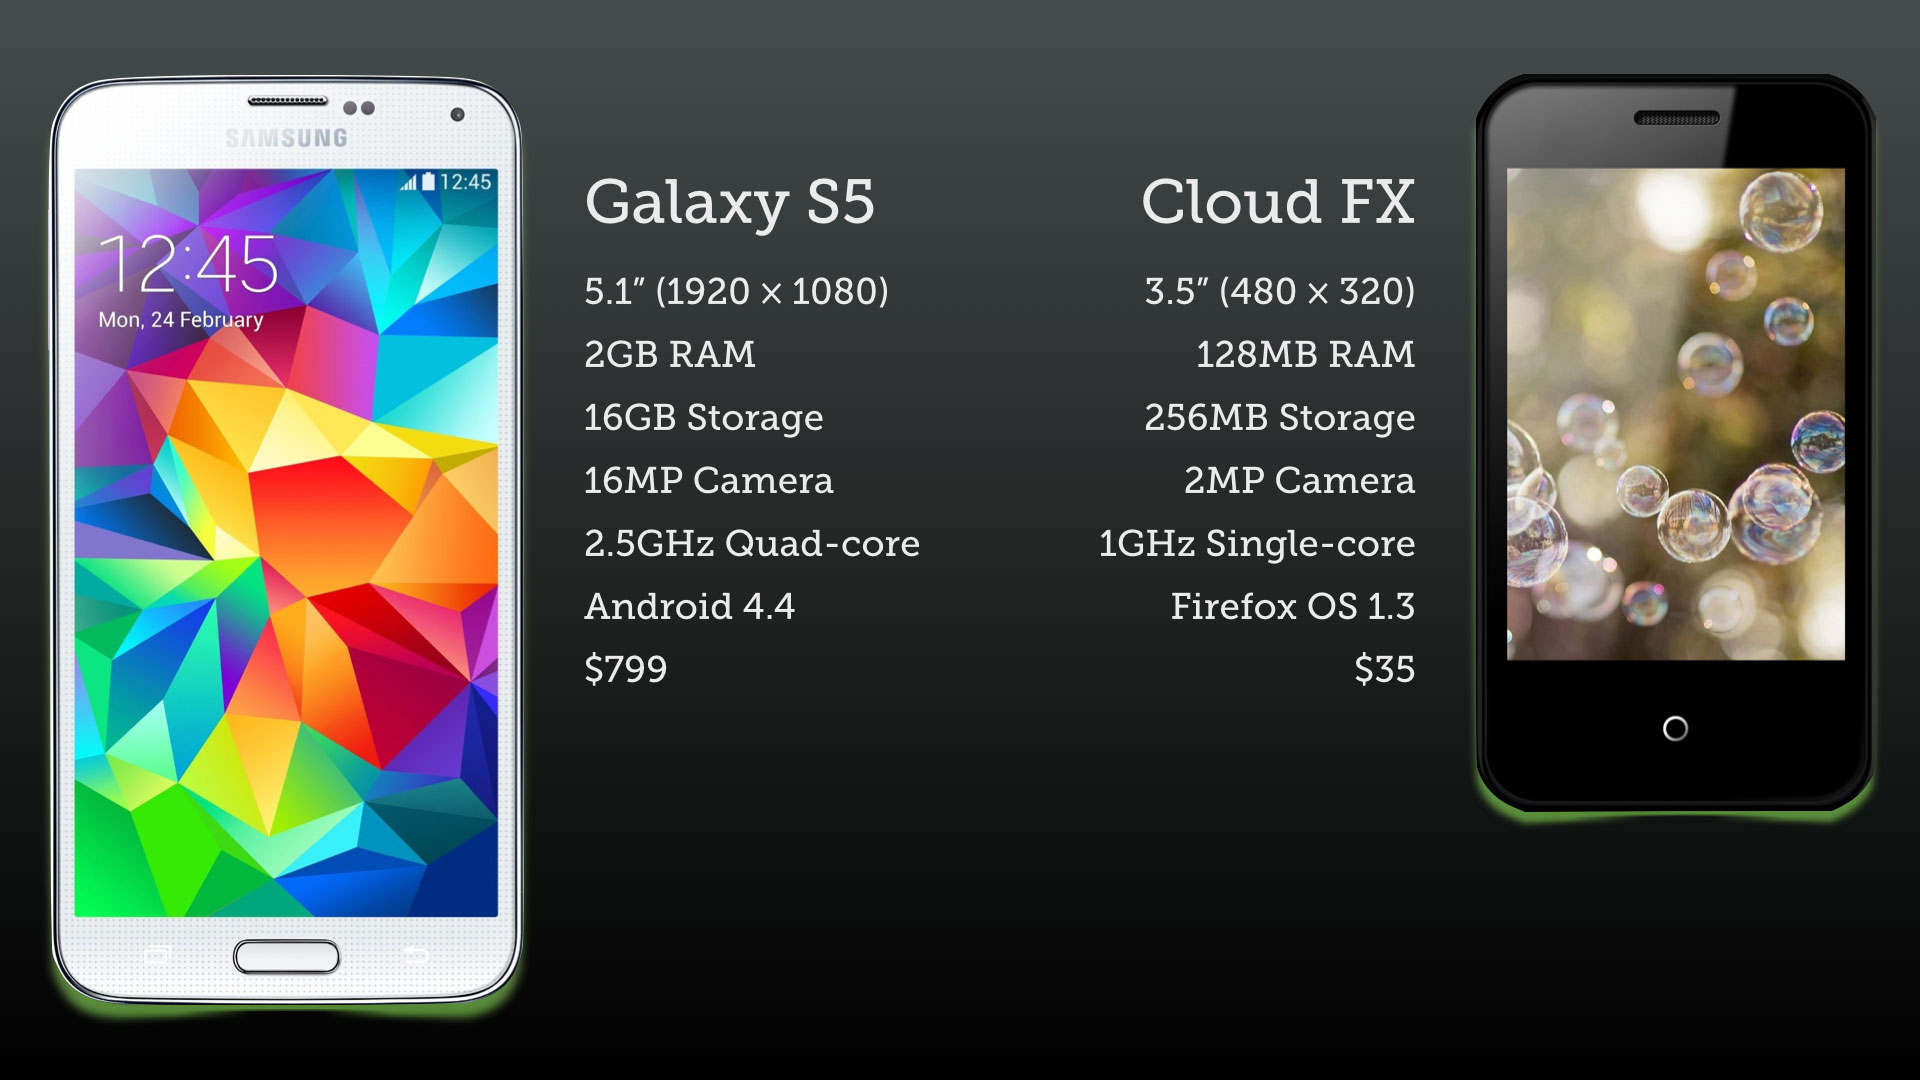 SAMSUNG
12:45
12:45
Mon, 24 February
Galaxy S5
5.1” (1920 × 1080)
2GB RAM
16GB Storage
16MP Camera
2.5GHz Quad-core
Android 4.4
$799
Cloud FX
3.5” (480 × 320)
128MB RAM
256MB Storage
2MP Camera
1GHz Single-core
Firefox OS 1.3
$35